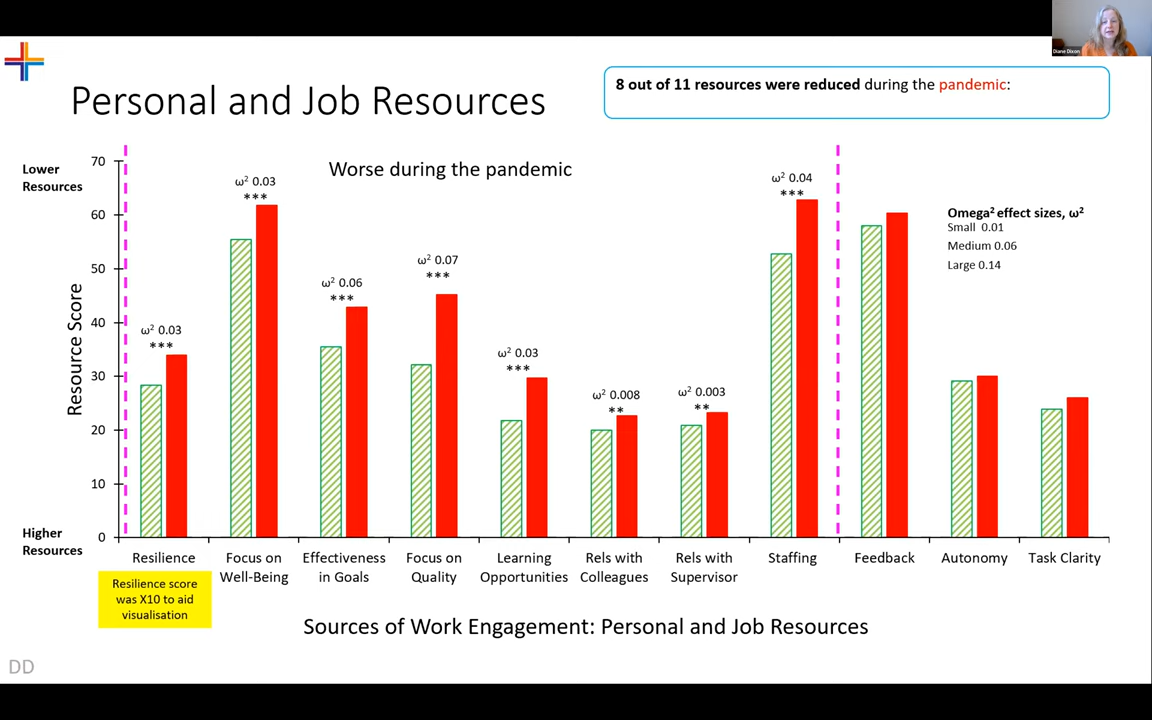 Diane Dixon
Personal and Job Resources
8 out of 11 resources were reduced during the pandemic:
Worse during the pandemic
Lower
Resources
Higher
Resources
Resource Score
70
60
50
40
30
20
10
0
ω² 0.03
***
ω² 0.03
***
ω² 0.06
***
ω² 0.07
***
ω² 0.03
***
ω² 0.008
**
ω² 0.003
**
ω² 0.04
***
Omega² effect sizes, ω²
Small 0.01
Medium 0.06
Large 0.14
Resilience
Focus on
Well-Being
Effectiveness
in Goals
Focus on
Quality
Learning
Opportunities
Rels with
Colleagues
Rels with
Supervisor
Staffing
Feedback
Autonomy
Task Clarity
Resilience score
was X10 to aid
visualisation
Sources of Work Engagement: Personal and Job Resources
DD